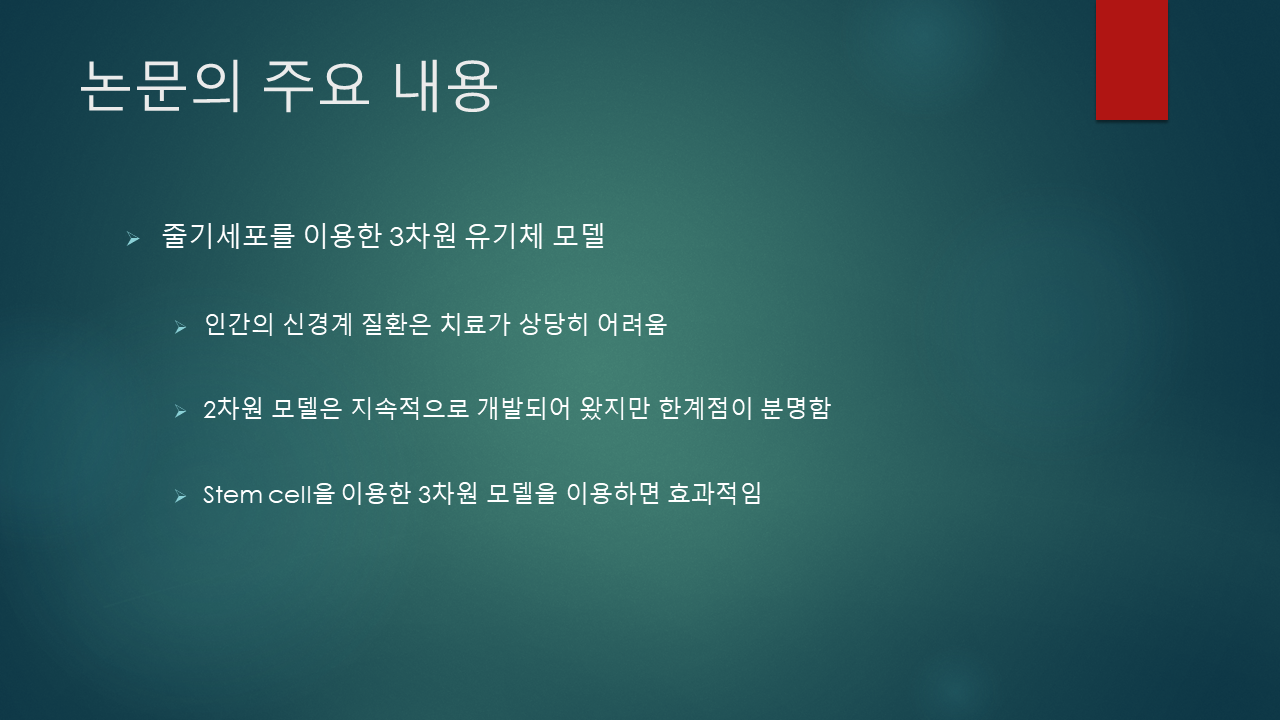 논문의 주요 내용
줄기세포를 이용한 3차원 유기체 모델
인간의 신경계 질환은 치료가 상당히 어려움
2차원 모델은 지속적으로 개발되어 왔지만 한계점이 분명함
Stem cell을 이용한 3차원 모델을 이용하면 효과적임